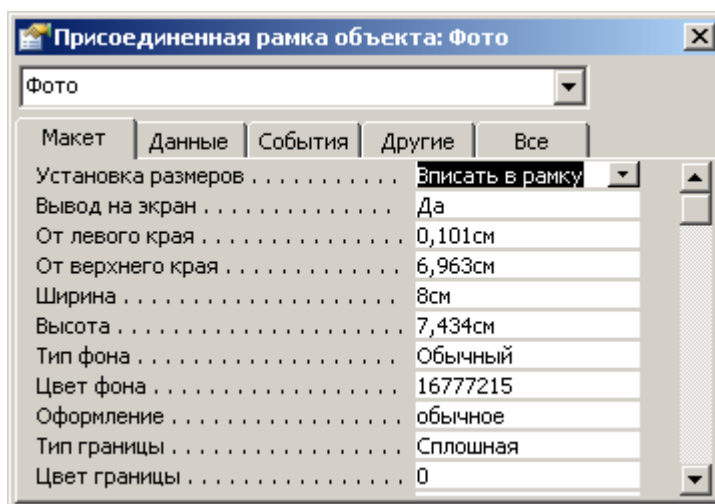 Присоединенная рамка объекта: Фото
Фото
Макет Данные События Другие Все
Установка размеров . . . . . . . . . . . Вписать в рамку
Вывод на экран . . . . . . . . . . . . . . Да
От левого края . . . . . . . . . . . . . . 0,101см
От верхнего края . . . . . . . . . . . . 6,963см
Ширина . . . . . . . . . . . . . . . . . . . 8см
Высота . . . . . . . . . . . . . . . . . . . 7,434см
Тип фона . . . . . . . . . . . . . . . . . . Обычный
Цвет фона . . . . . . . . . . . . . . . . . 16777215
Оформление . . . . . . . . . . . . . . . . обычное
Тип границы . . . . . . . . . . . . . . . . Сплошная
Цвет границы . . . . . . . . . . . . . . . 0